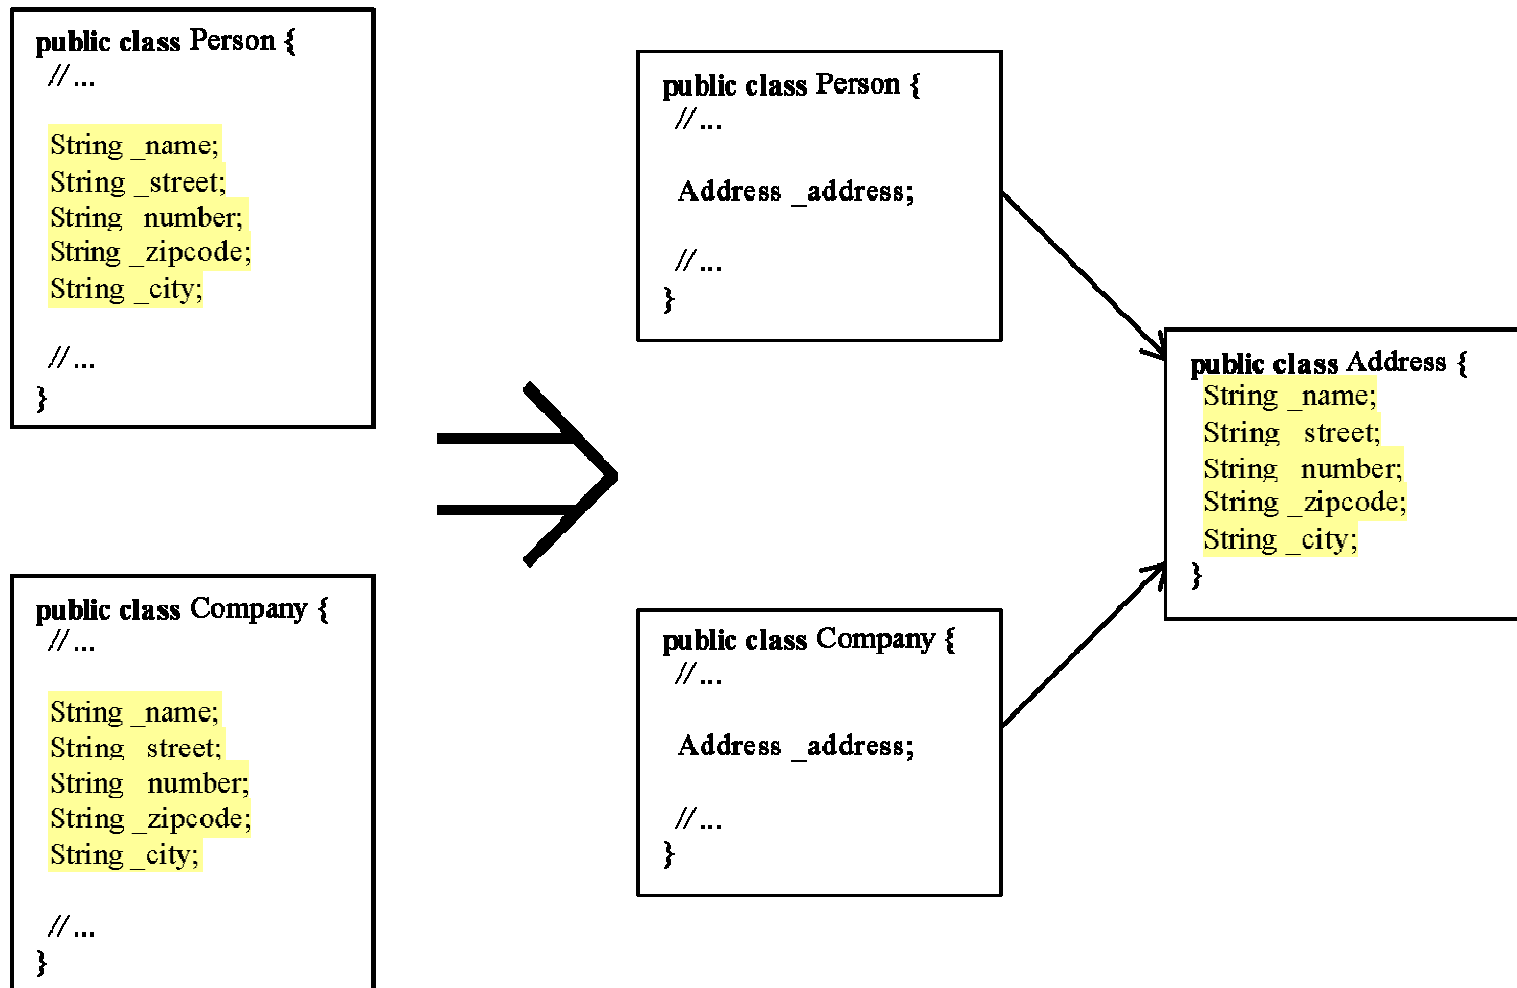 public class Person {
// ...
String _name;
String _street;
String _number;
String _zipcode;
String _city;
// ...
}
public class Company {
// ...
String _name;
String _street;
String _number;
String _zipcode;
String _city;
// ...
}
public class Person {
// ...
Address _address;
// ...
}
public class Company {
// ...
Address _address;
// ...
}
public class Address {
String _name;
String _street;
String _number;
String _zipcode;
String _city;
}